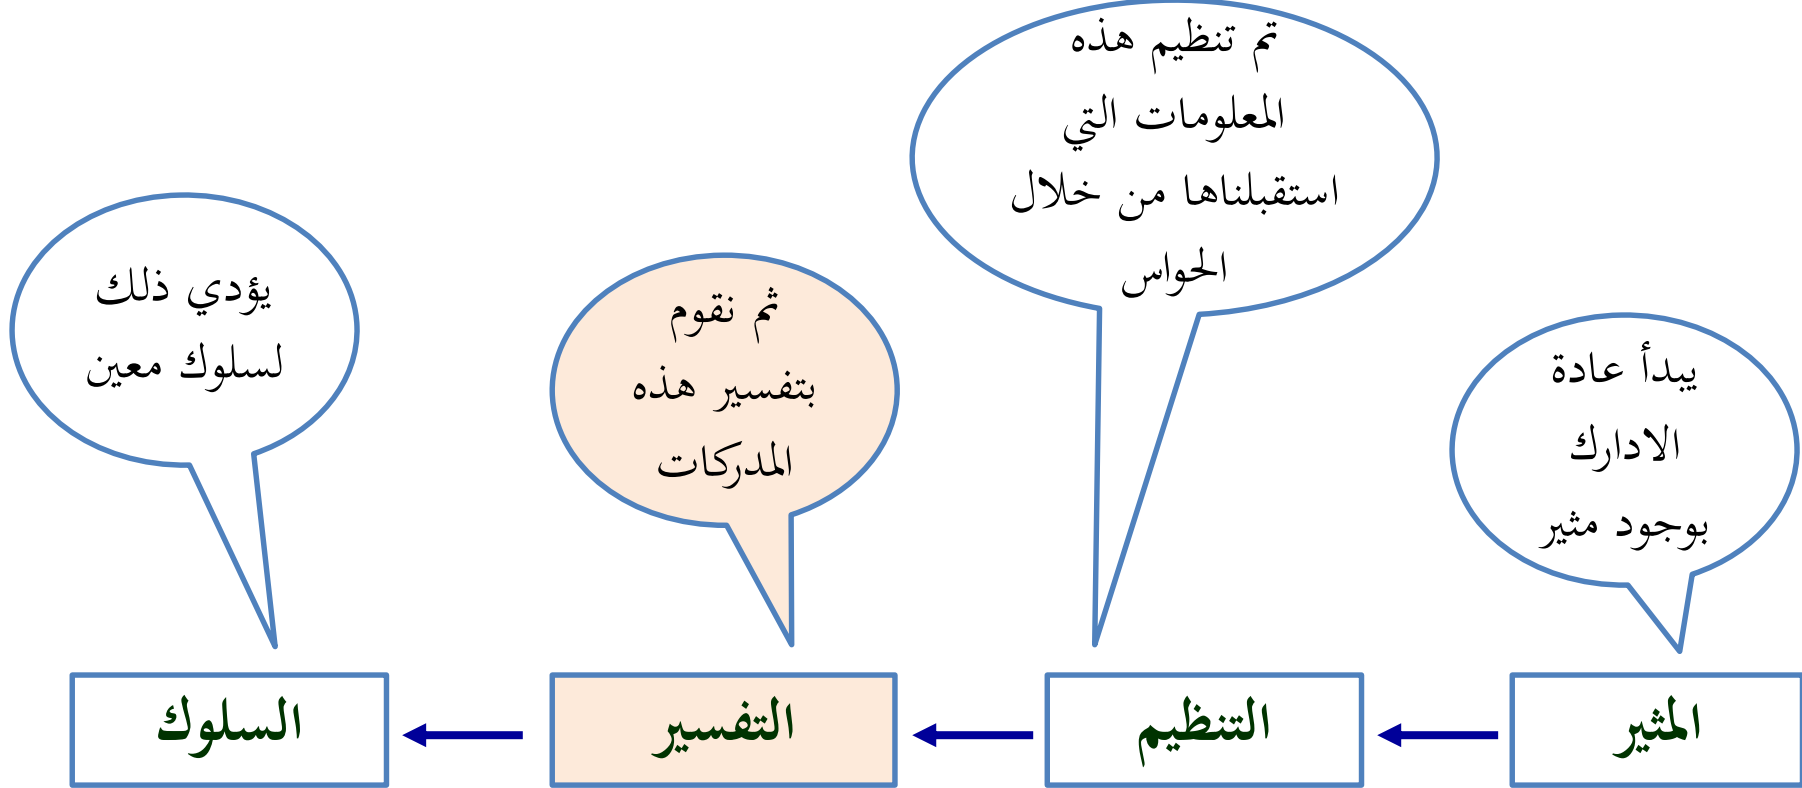 يبدأ عادة
الادارك
بوجود مثير
تم تنظيم هذه
المعلومات التي
استقبلناها من خلال
الحواس
ثم نقوم
بتفسير هذه
المدركات
يؤدي ذلك
لسلوك معين
المثير
التنظيم
التفسير
السلوك